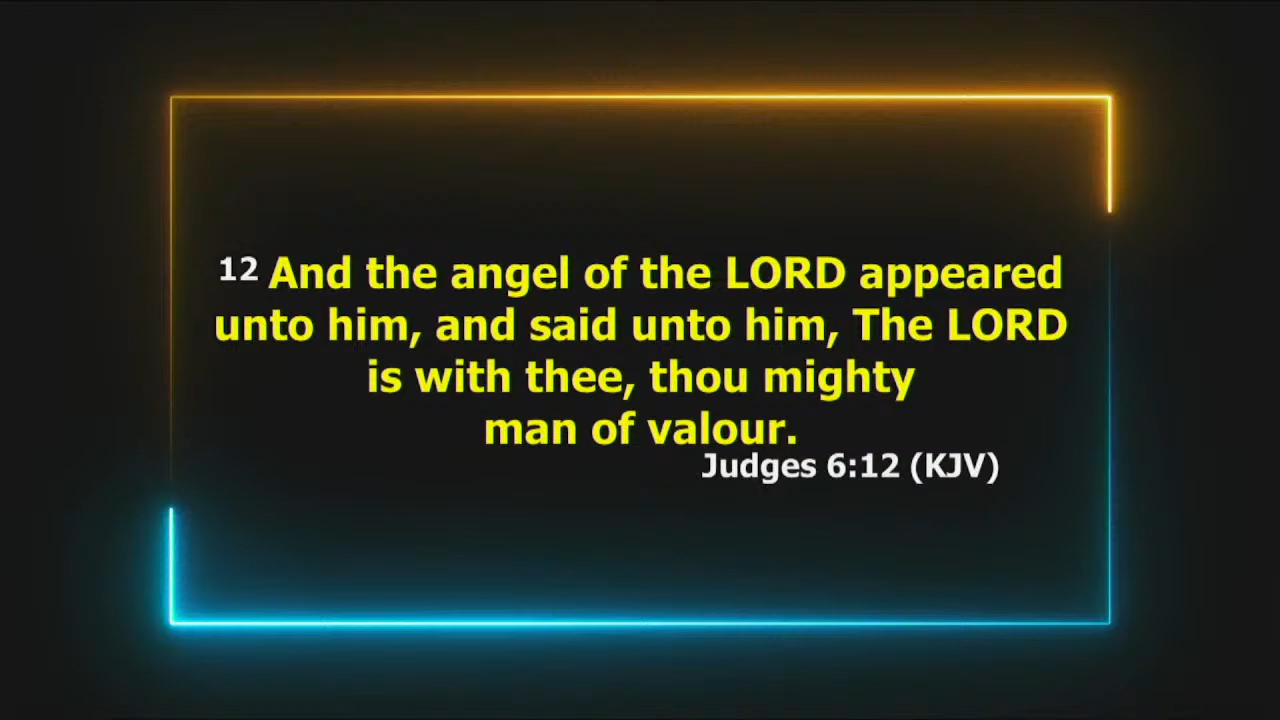 12 And the angel of the LORD appeared
unto him, and said unto him, The LORD
is with thee, thou mighty
man of valour.
Judges 6:12 (KJV)